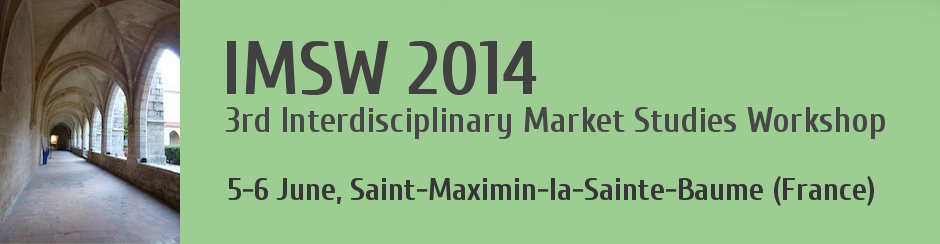 IMSW 2014
3rd Interdisciplinary Market Studies Workshop
5-6 June, Saint-Maximin-la-Sainte-Baume (France)